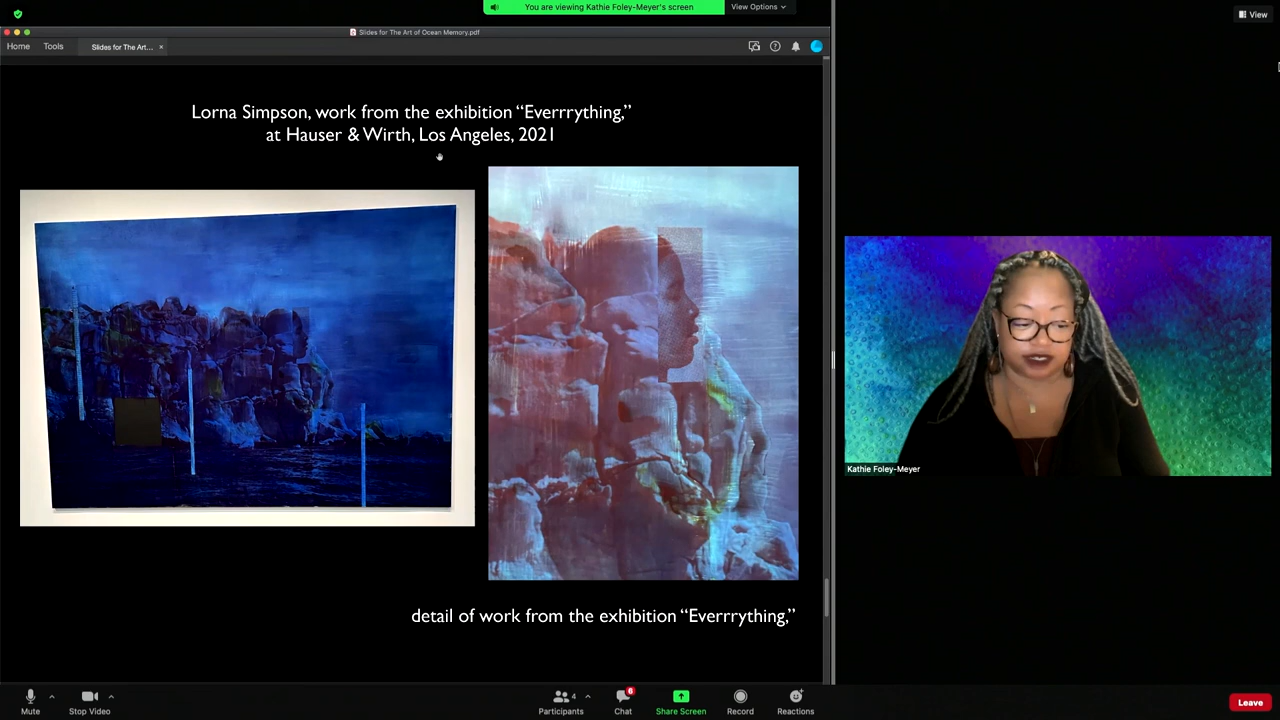 You are viewing Kathie Foley-Meyer's screen
View Options
View
Slides for The Art of Ocean Memory.pdf
Home
Tools
Slides for The Art...
Lorna Simpson, work from the exhibition “Everrrything,”
at Hauser & Wirth, Los Angeles, 2021
Kathie Foley-Meyer
detail of work from the exhibition “Everrrything,”
Mute
Stop Video
Participants
4
Chat
6
Share Screen
Record
Reactions
Leave